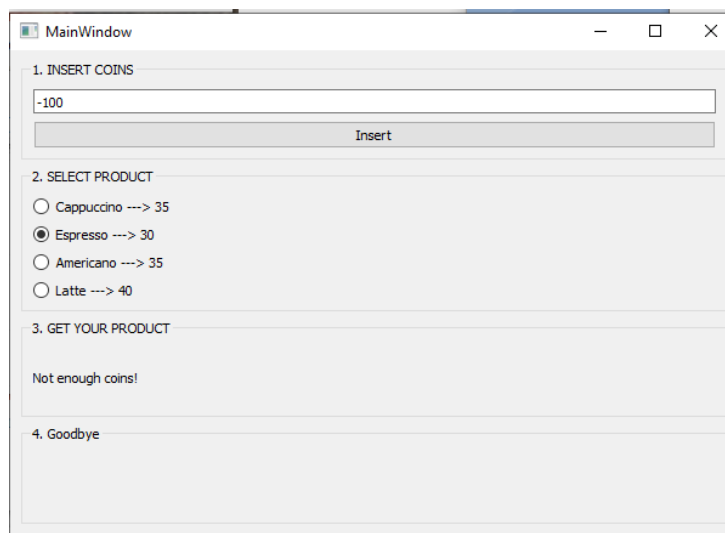 MainWindow
1. INSERT COINS
-100
Insert
2. SELECT PRODUCT
Cappuccino ---> 35
Espresso ---> 30
Americano ---> 35
Latte ---> 40
3. GET YOUR PRODUCT
Not enough coins!
4. Goodbye